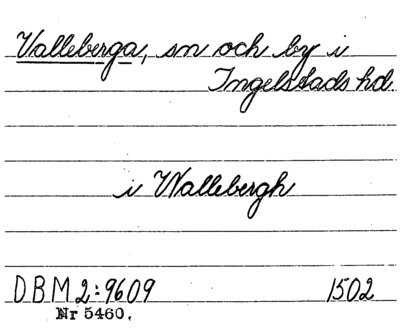 Valleberga, sn och by i
Ingelstads hd.
i Wallebergh
DBM 2:9609 1502
Nr 5460.